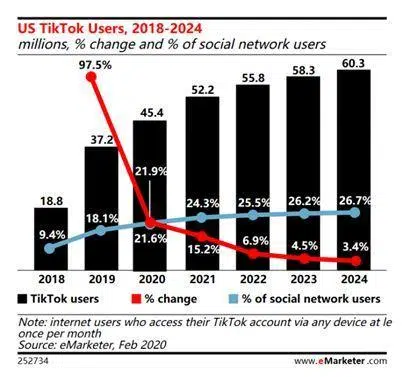 US TikTok Users, 2018-2024
millions, % change and % of social network users
97.5%
60.3
58.3
55.8
52.2
45.4
37.2
21.9%
18.8
24.3%
25.5%
26.2%
26.7%
18.1%
9.4%
21.6%
15.2%
6.9%
4.5%
3.4%
2018 2019 2020 2021 2022 2023 2024
TikTok users % change % of social network users
Note: internet users who access their TikTok account via any device at le
once per month
Source: eMarketer, Feb 2020
252734 www.eMarketer.com